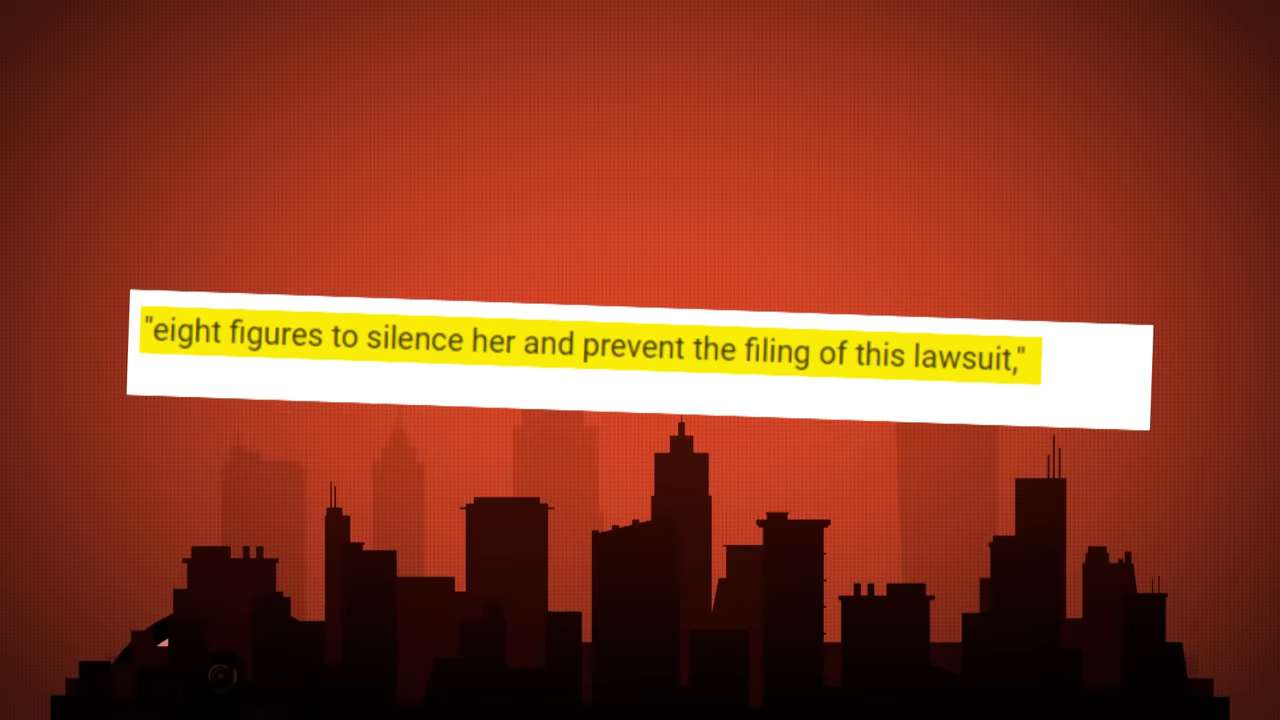 "eight figures to silence her and prevent the filing of this lawsuit,"